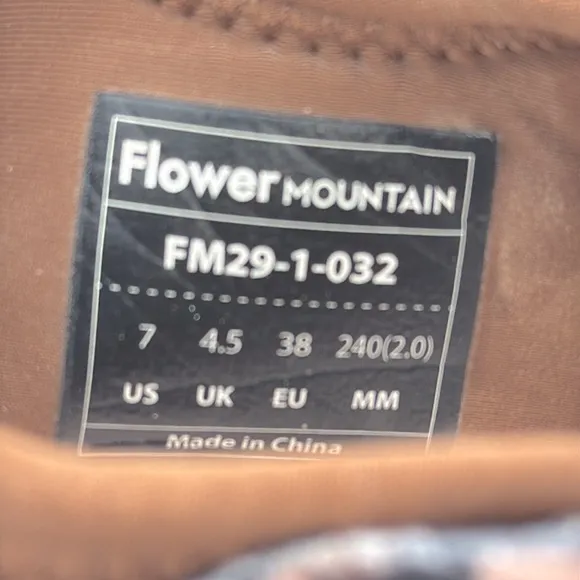 Flower MOUNTAIN
FM29-1-032
7 4.5 38 240(2.0)
US UK EU MM
Made in China